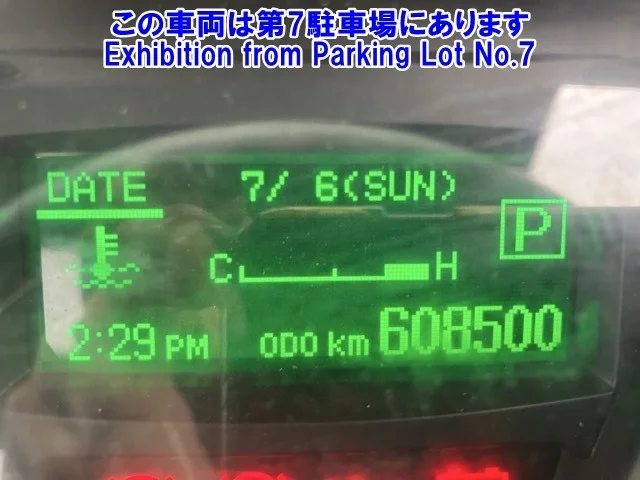 この車両は第7駐車場にあります
Exhibition from Parking Lot No.7
DATE 7/ 6(SUN)
P
C H
2:29 PM ODO km 608500